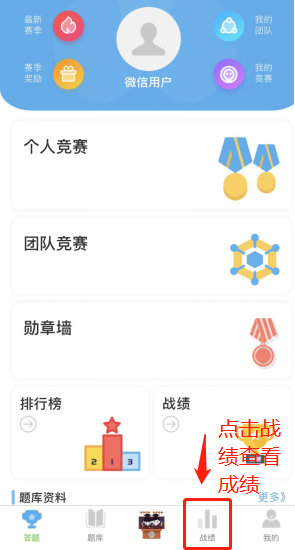 最新
赛季
我的
团队
赛季
奖励
我的
竞赛
微信用户
个人竞赛
团队竞赛
勋章墙
排行榜
战绩
2 1 3
点击战
绩查看
成绩
题库资料
更多》
答题
题库
战绩
我的